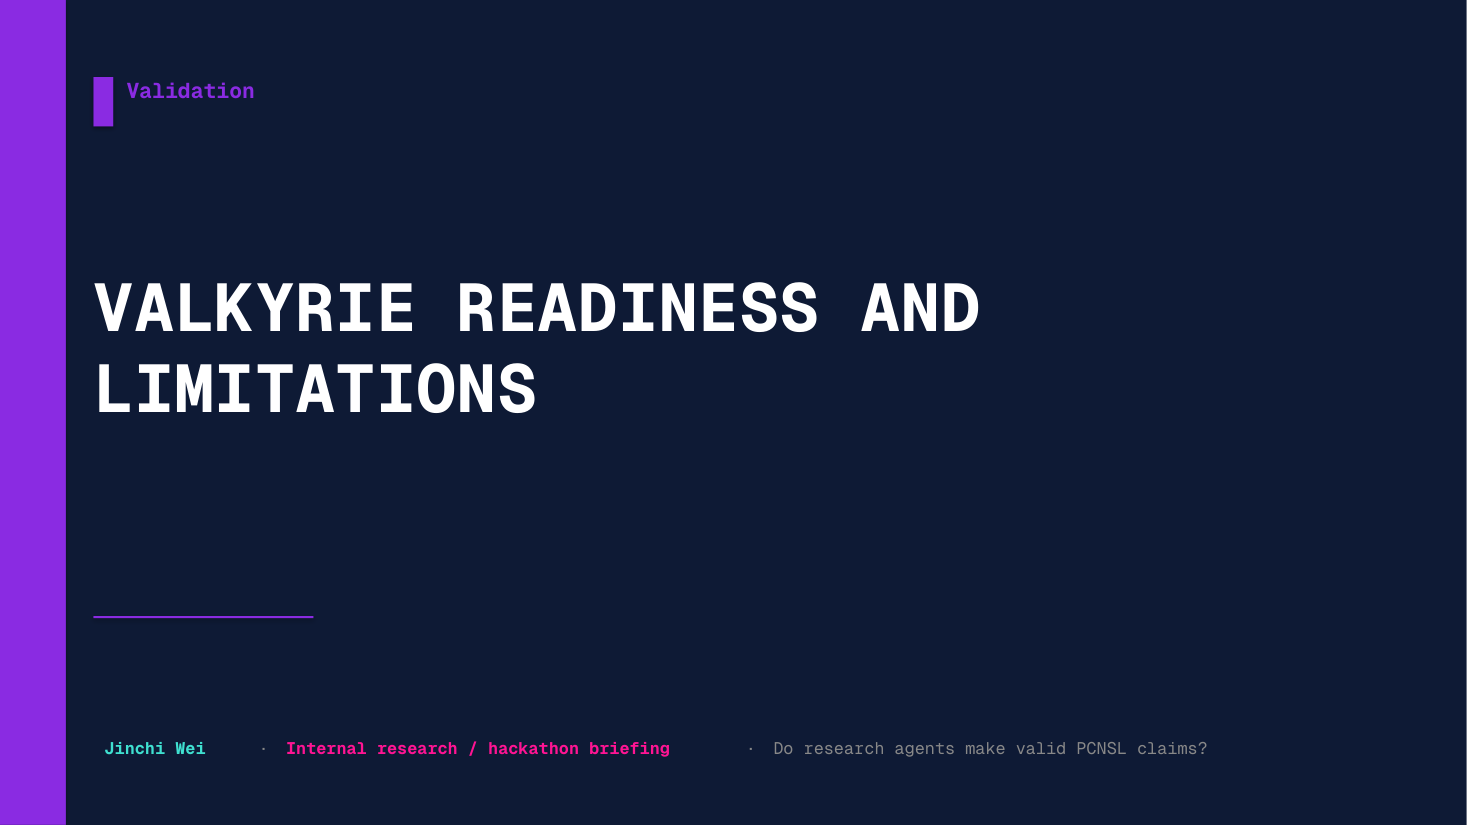 Validation
VALKYRIE READINESS AND
LIMITATIONS
Jinchi Wei · Internal research / hackathon briefing · Do research agents make valid PCNSL claims?